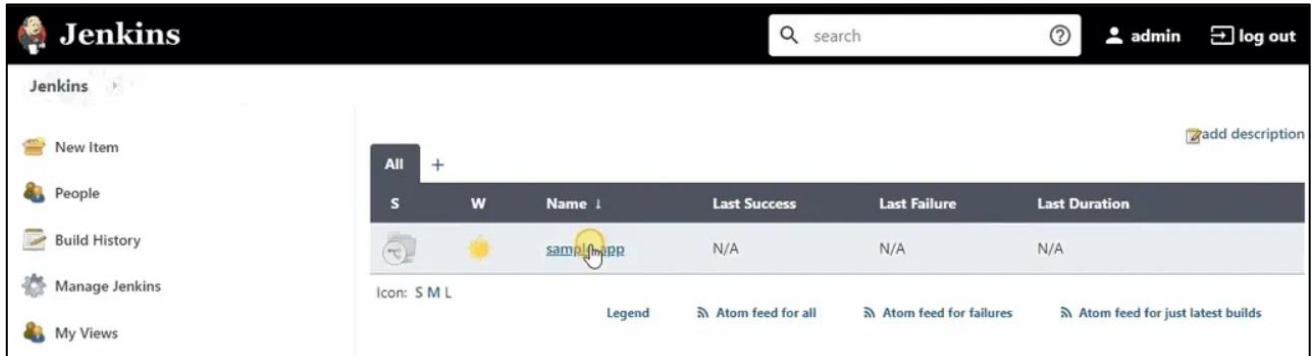 Jenkins
search
admin
log out
Jenkins
New Item
People
Build History
Manage Jenkins
My Views
add description
All +
S W Name ↓ Last Success Last Failure Last Duration
N/A N/A N/A
Icon: S M L
Legend Atom feed for all Atom feed for failures Atom feed for just latest builds